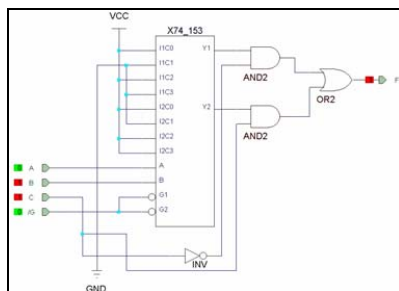 VCC
X74_153
I1C0
I1C1
I1C2
I1C3
I2C0
I2C1
I2C2
I2C3
A
B
G1
G2
Y1
Y2
AND2
AND2
OR2
F
A
B
C
/G
INV
GND